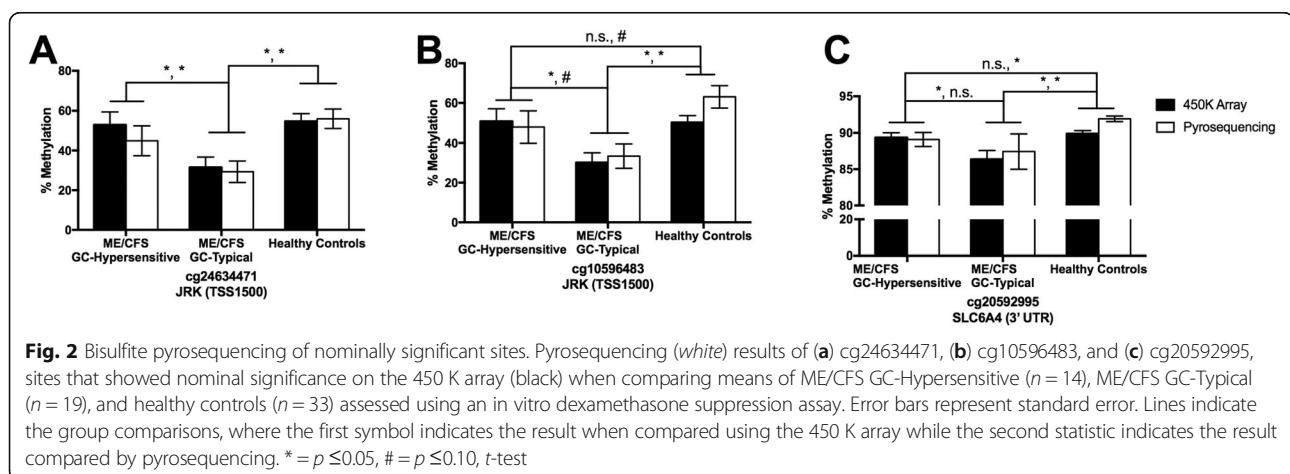 A
*, *
*, *
% Methylation
80
60
40
20
0
ME/CFS GC-Hypersensitive
ME/CFS GC-Typical
Healthy Controls
cg24634471
JRK (TSS1500)
B
n.s., #
*, *
*, #
% Methylation
80
60
40
20
0
ME/CFS GC-Hypersensitive
ME/CFS GC-Typical
Healthy Controls
cg10596483
JRK (TSS1500)
C
n.s., *
*, *
*, n.s.
% Methylation
95
90
85
80
20
0
ME/CFS GC-Hypersensitive
ME/CFS GC-Typical
Healthy Controls
cg20592995
SLC6A4 (3' UTR)
450K Array
Pyrosequencing
Fig. 2 Bisulfite pyrosequencing of nominally significant sites. Pyrosequencing (white) results of (a) cg24634471, (b) cg10596483, and (c) cg20592995,
sites that showed nominal significance on the 450 K array (black) when comparing means of ME/CFS GC-Hypersensitive (n = 14), ME/CFS GC-Typical
(n = 19), and healthy controls (n = 33) assessed using an in vitro dexamethasone suppression assay. Error bars represent standard error. Lines indicate
the group comparisons, where the first symbol indicates the result when compared using the 450 K array while the second statistic indicates the result
compared by pyrosequencing. * = p ≤0.05, # = p ≤0.10, t-test